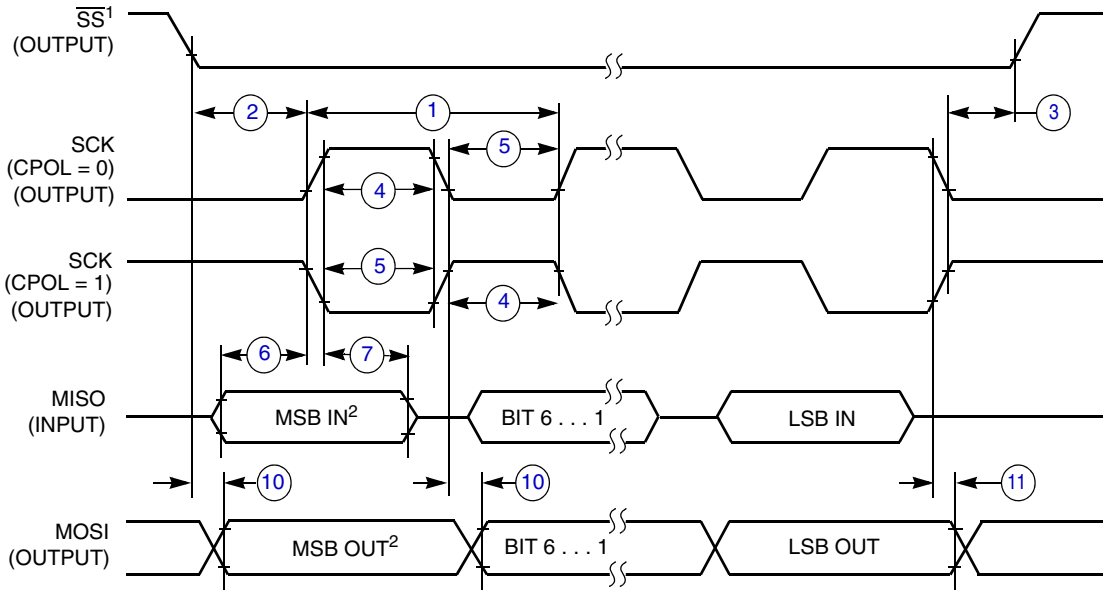 SS¹
(OUTPUT)
2
1
3
SCK
(CPOL = 0)
(OUTPUT)
5
4
SCK
(CPOL = 1)
(OUTPUT)
5
4
6
7
MISO
(INPUT)
MSB IN²
BIT 6 . . . 1
LSB IN
10
10
11
MOSI
(OUTPUT)
MSB OUT²
BIT 6 . . . 1
LSB OUT